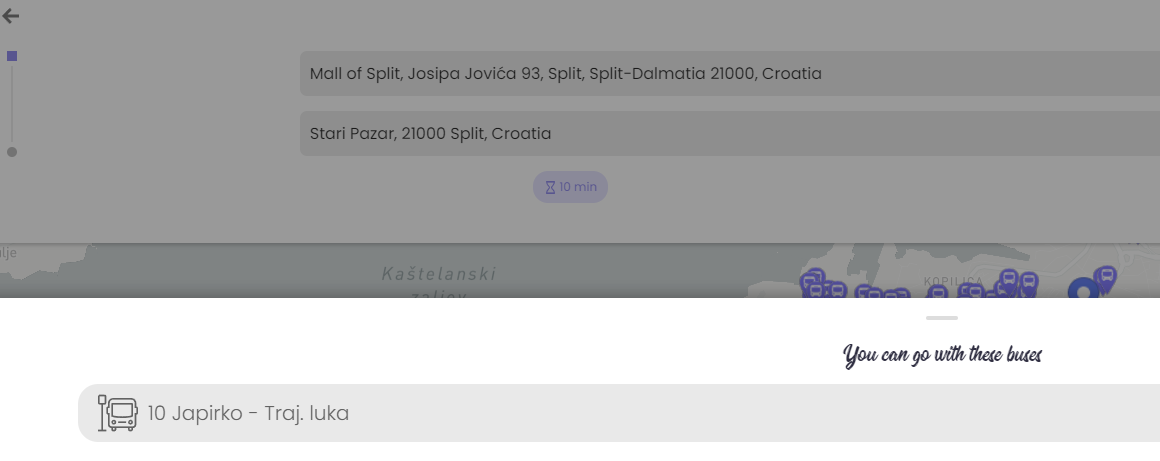 Mall of Split, Josipa Jovića 93, Split, Split-Dalmatia 21000, Croatia
Stari Pazar, 21000 Split, Croatia
10 min
Kaštelanski
zaljev
KOPILICA
You can go with these buses
10 Japirko - Traj. luka